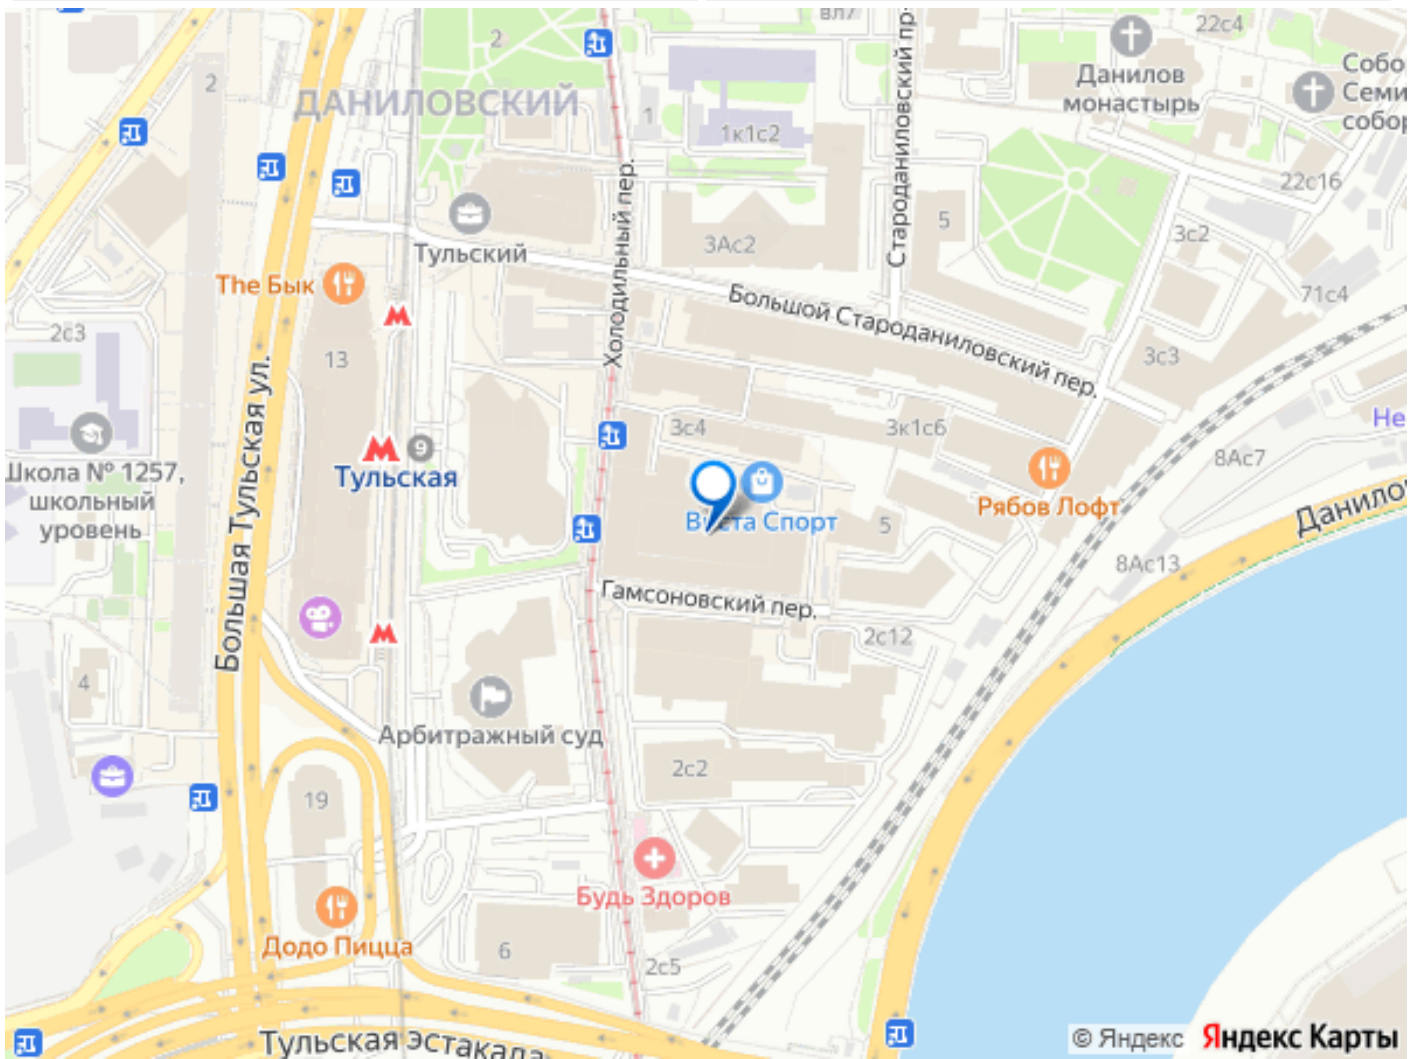 вл7
22с4
2
Данилов
монастырь
Собо
Семи
собор
2
ДАНИЛОВСКИЙ
1
1к1с2
Староданиловский пр-
22с16
5
3с2
Холодильный пер.
3Ас2
Тульский
The Бык
Большой Староданиловский пер.
71с4
2с3
13
3с3
Большая Тульская ул.
Не
3с4
3к1с6
9
8Ас7
Школа № 1257,
школьный
уровень
Тульская
Рябов Лофт
Данило
Виста Спорт
5
8Ас13
Гамсоновский пер.
2с12
4
Арбитражный суд
2с2
19
Будь Здоров
Додо Пицца
6
2с5
Тульская эстакада
© Яндекс Яндекс Карты